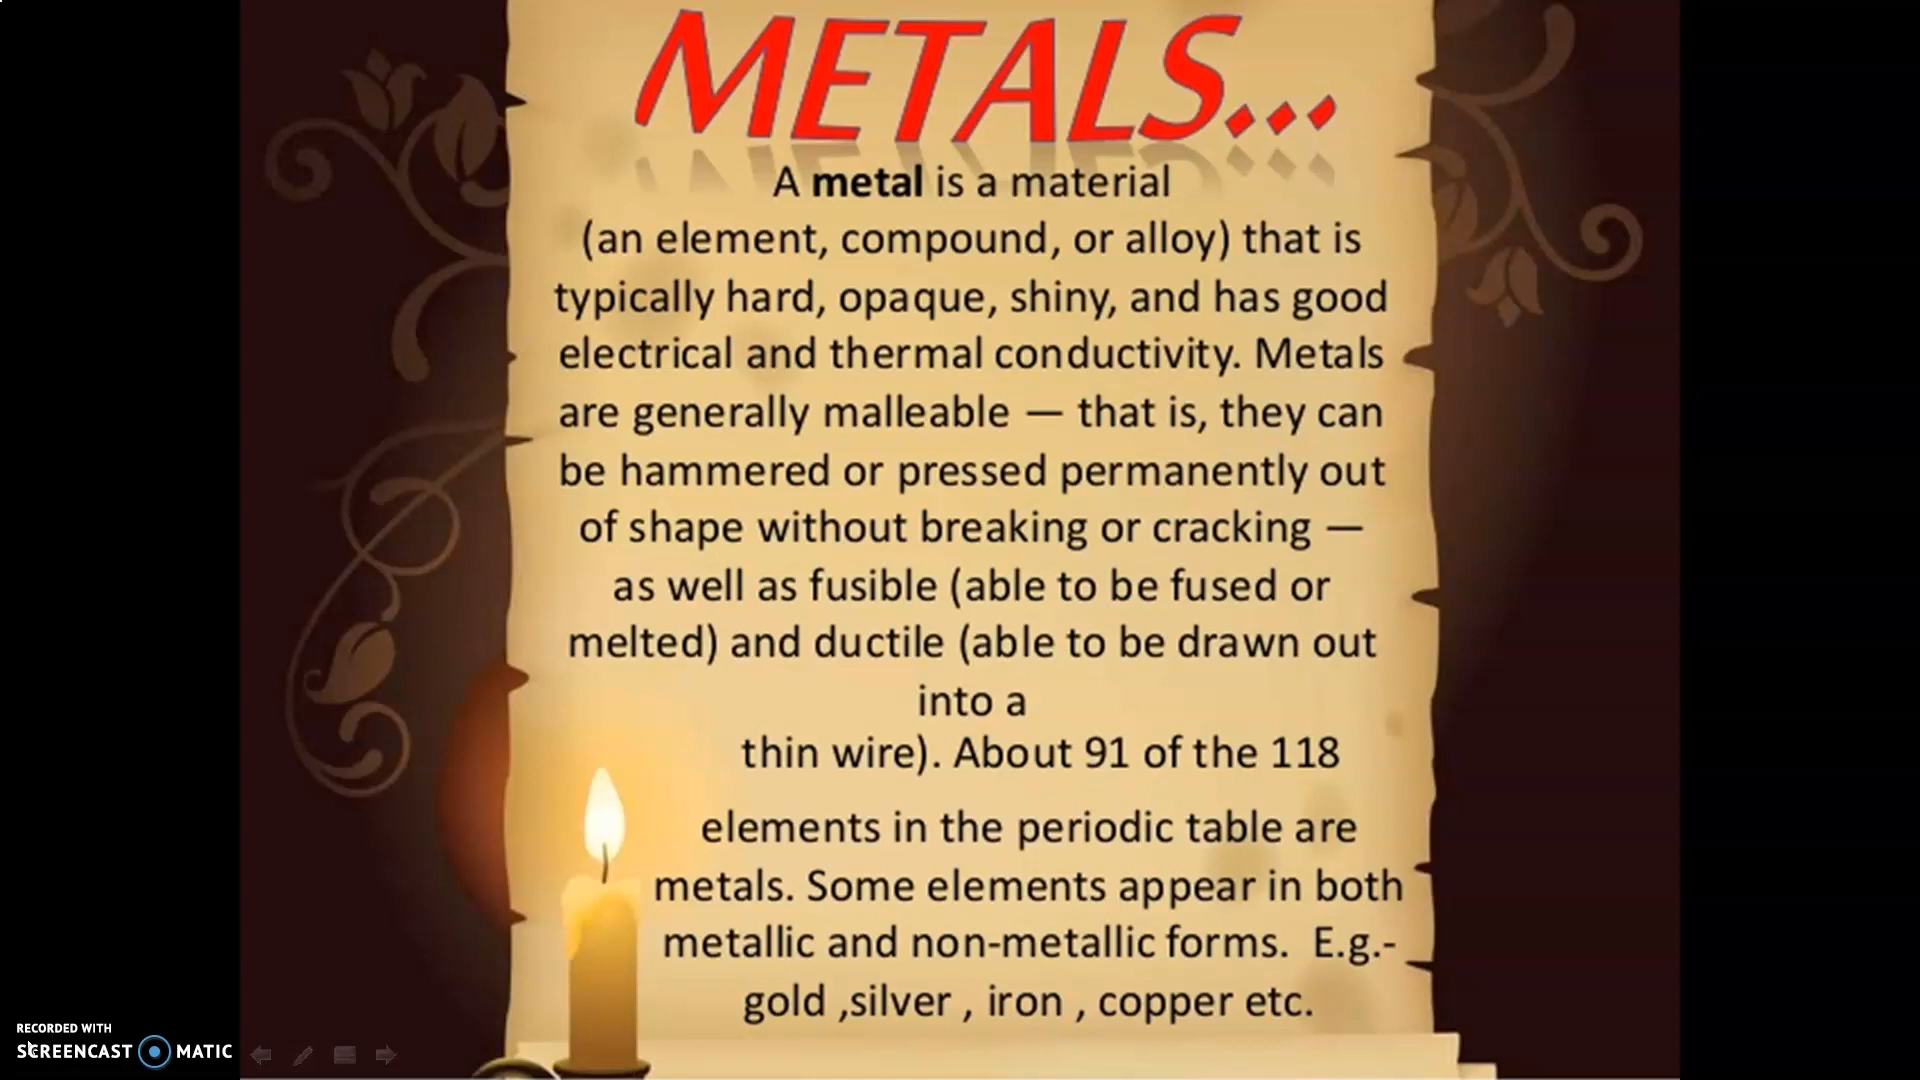 METALS...
A metal is a material
(an element, compound, or alloy) that is
typically hard, opaque, shiny, and has good
electrical and thermal conductivity. Metals
are generally malleable — that is, they can
be hammered or pressed permanently out
of shape without breaking or cracking —
as well as fusible (able to be fused or
melted) and ductile (able to be drawn out
into a
thin wire). About 91 of the 118
elements in the periodic table are
metals. Some elements appear in both
metallic and non-metallic forms.  E.g.-
gold ,silver , iron , copper etc.
RECORDED WITH
SCREENCAST MATIC